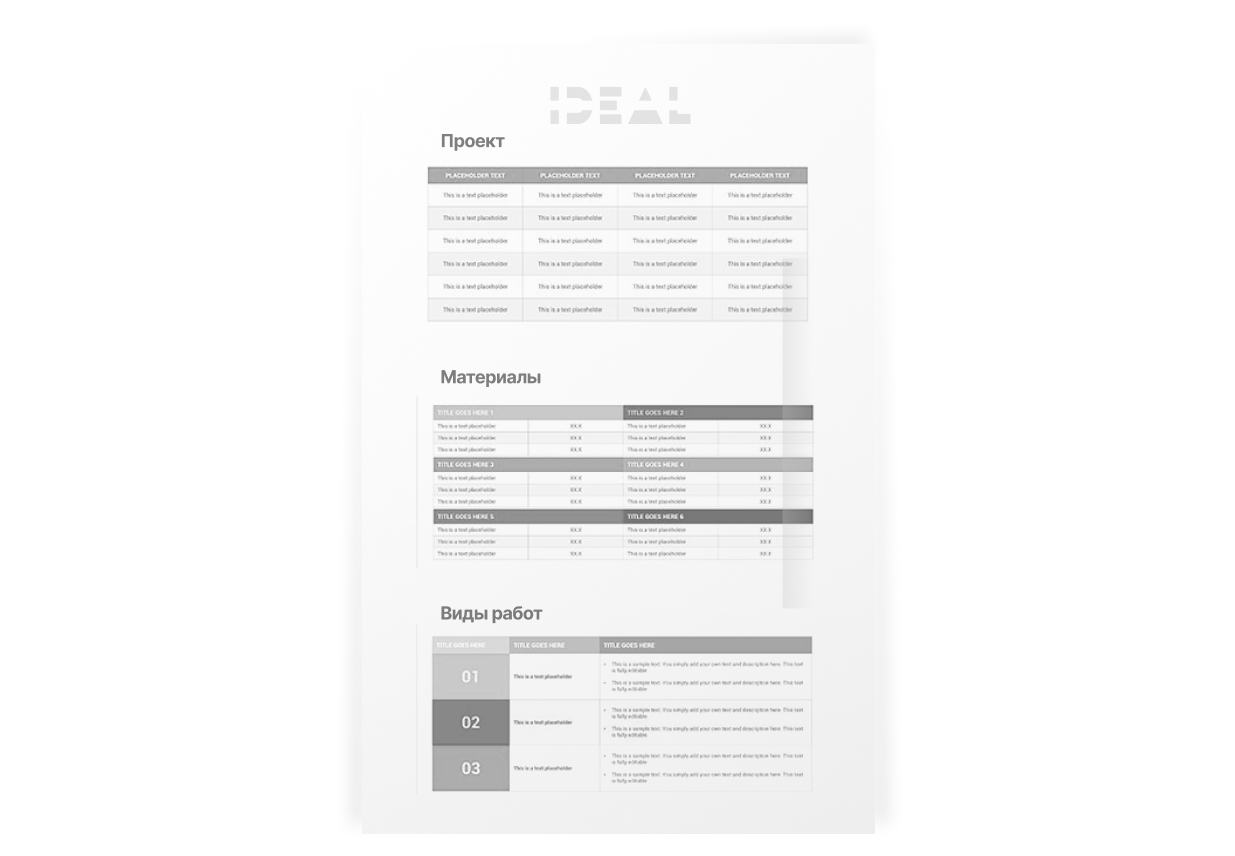 IDEAL
Проект
PLACEHOLDER TEXT PLACEHOLDER TEXT PLACEHOLDER TEXT PLACEHOLDER TEXT
This is a text placeholder This is a text placeholder This is a text placeholder This is a text placeholder
This is a text placeholder This is a text placeholder This is a text placeholder This is a text placeholder
This is a text placeholder This is a text placeholder This is a text placeholder This is a text placeholder
This is a text placeholder This is a text placeholder This is a text placeholder This is a text placeholder
This is a text placeholder This is a text placeholder This is a text placeholder This is a text placeholder
This is a text placeholder This is a text placeholder This is a text placeholder This is a text placeholder
Материалы
TITLE GOES HERE 1 TITLE GOES HERE 2
This is a text placeholder XX.X This is a text placeholder XX.X
This is a text placeholder XX.X This is a text placeholder XX.X
This is a text placeholder XX.X This is a text placeholder XX.X
TITLE GOES HERE 3 TITLE GOES HERE 4
This is a text placeholder XX.X This is a text placeholder XX.X
This is a text placeholder XX.X This is a text placeholder XX.X
This is a text placeholder XX.X This is a text placeholder XX.X
TITLE GOES HERE 5 TITLE GOES HERE 6
This is a text placeholder XX.X This is a text placeholder XX.X
This is a text placeholder XX.X This is a text placeholder XX.X
This is a text placeholder XX.X This is a text placeholder XX.X
Виды работ
TITLE GOES HERE TITLE GOES HERE TITLE GOES HERE
01 This is a text placeholder
• This is a sample text. You simply add your own text and description here. This text
is fully editable
• This is a sample text. You simply add your own text and description here. This text
is fully editable
02 This is a text placeholder
• This is a sample text. You simply add your own text and description here. This text
is fully editable
• This is a sample text. You simply add your own text and description here. This text
is fully editable
03 This is a text placeholder
• This is a sample text. You simply add your own text and description here. This text
is fully editable
• This is a sample text. You simply add your own text and description here. This text
is fully editable